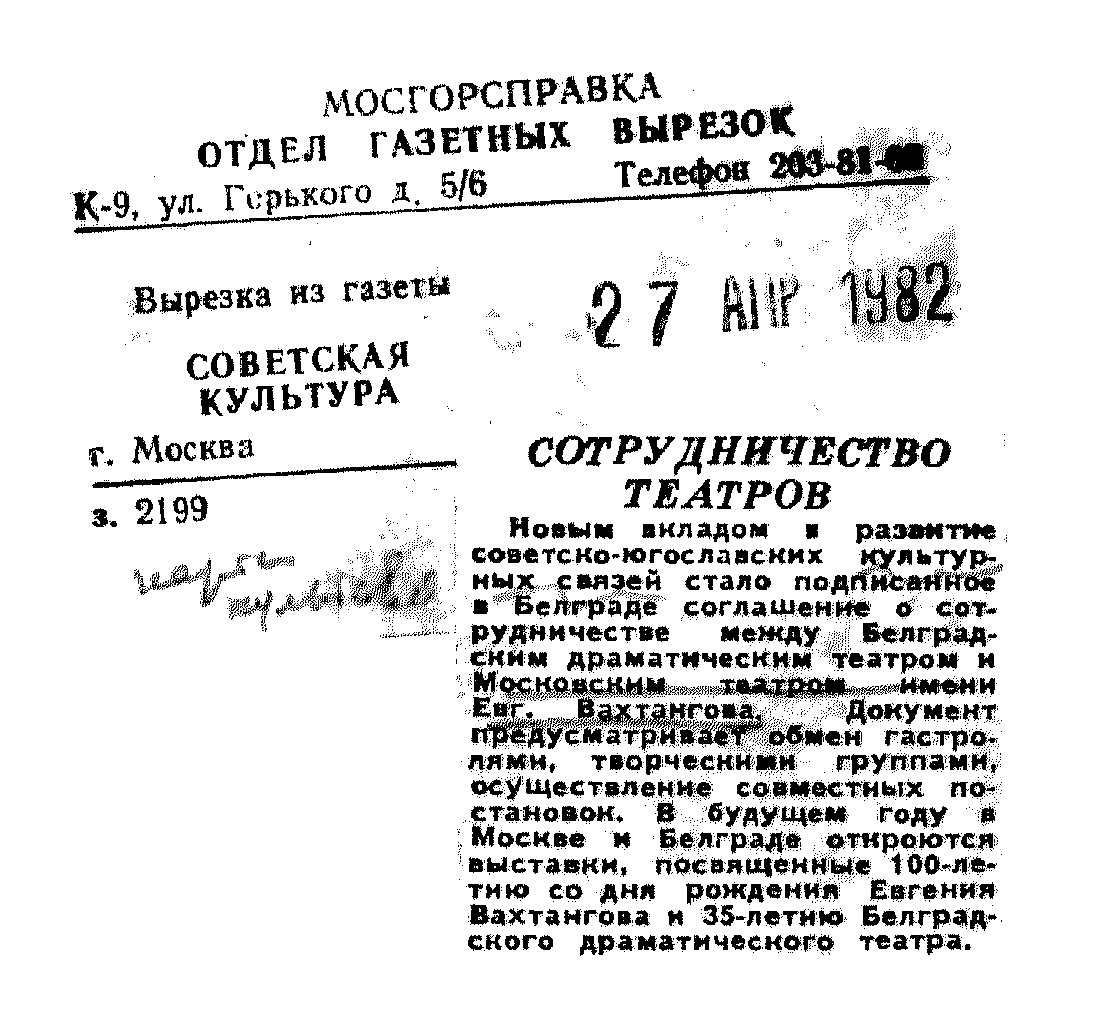 МОСГОРСПРАВКА
ОТДЕЛ ГАЗЕТНЫХ ВЫРЕЗОК
К-9, ул. Горького д. 5/6 Телефон 203-81-
Вырезка из газеты
27 АПР 1982
СОВЕТСКАЯ
КУЛЬТУРА
г. Москва
з. 2199
СОТРУДНИЧЕСТВО
ТЕАТРОВ
Новым вкладом в развитие
советско-югославских культур-
ных связей стало подписанное
в Белграде соглашение о сот-
рудничестве между Белград-
ским драматическим театром и
Московским театром имени
Евг. Вахтангова. Документ
предусматривает обмен гастро-
лями, творческими группами,
осуществление совместных по-
становок. В будущем году в
Москве и Белграде откроются
выставки, посвященные 100-ле-
тию со дня рождения Евгения
Вахтангова и 35-летию Белград-
ского драматического театра.